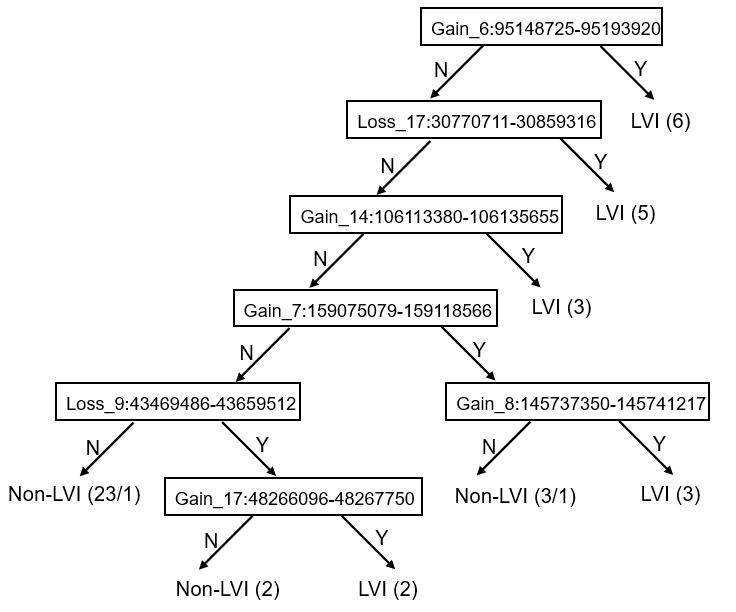 Gain_6:95148725-95193920
N
Y
Loss_17:30770711-30859316
LVI (6)
N
Y
Gain_14:106113380-106135655
LVI (5)
N
Y
Gain_7:159075079-159118566
LVI (3)
N
Y
Loss_9:43469486-43659512
Gain_8:145737350-145741217
N
Y
N
Y
Non-LVI (23/1)
Gain_17:48266096-48267750
Non-LVI (3/1)
LVI (3)
N
Y
Non-LVI (2)
LVI (2)